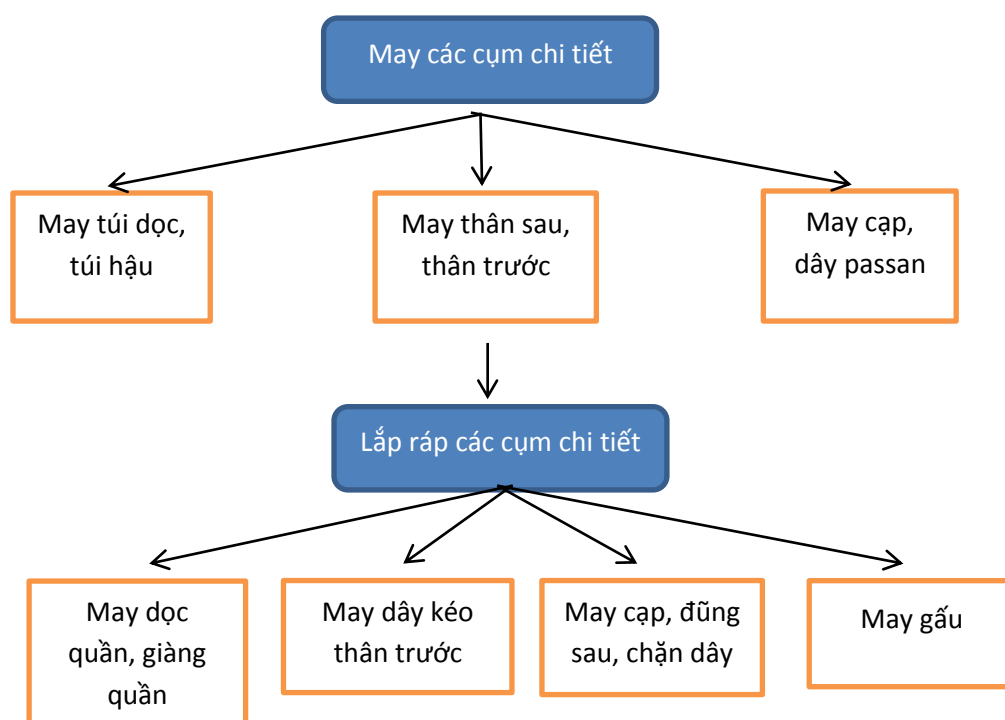 May các cụm chi tiết
May túi dọc,
túi hậu
May thân sau,
thân trước
May cạp,
dây passan
Lắp ráp các cụm chi tiết
May dọc
quần, giàng
quần
May dây kéo
thân trước
May cạp, đũng
sau, chặn dây
May gấu